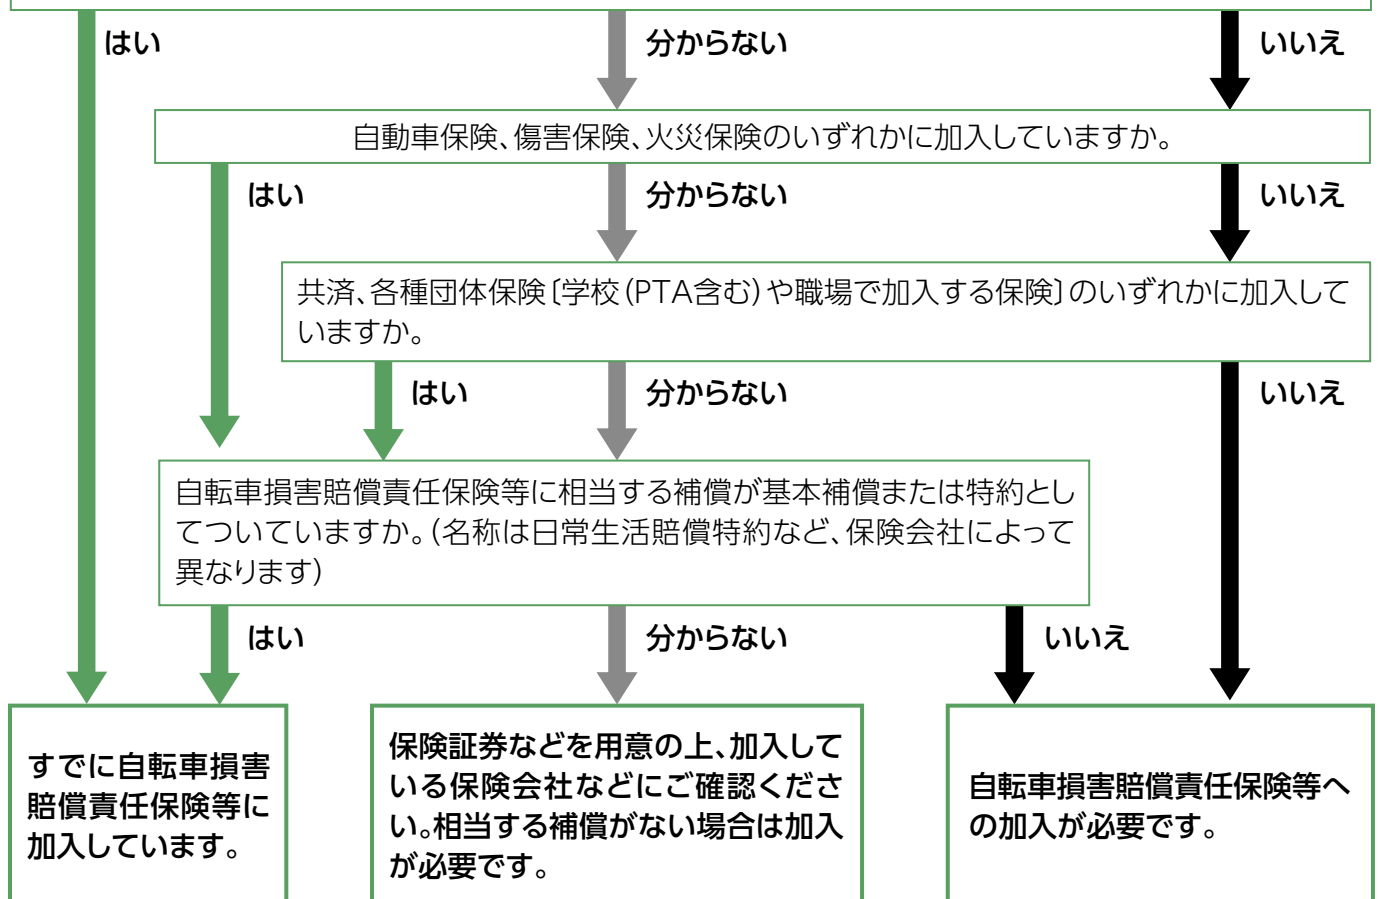 はい
分からない
いいえ
自動車保険、傷害保険、火災保険のいずれかに加入していますか。
はい
分からない
いいえ
共済、各種団体保険〔学校(PTA含む)や職場で加入する保険〕のいずれかに加入して
いますか。
はい
分からない
いいえ
自転車損害賠償責任保険等に相当する補償が基本補償または特約とし
てついていますか。(名称は日常生活賠償特約など、保険会社によって
異なります)
はい
分からない
いいえ
すでに自転車損害
賠償責任保険等に
加入しています。
保険証券などを用意の上、加入して
いる保険会社などにご確認くださ
い。相当する補償がない場合は加入
が必要です。
自転車損害賠償責任保険等へ
の加入が必要です。